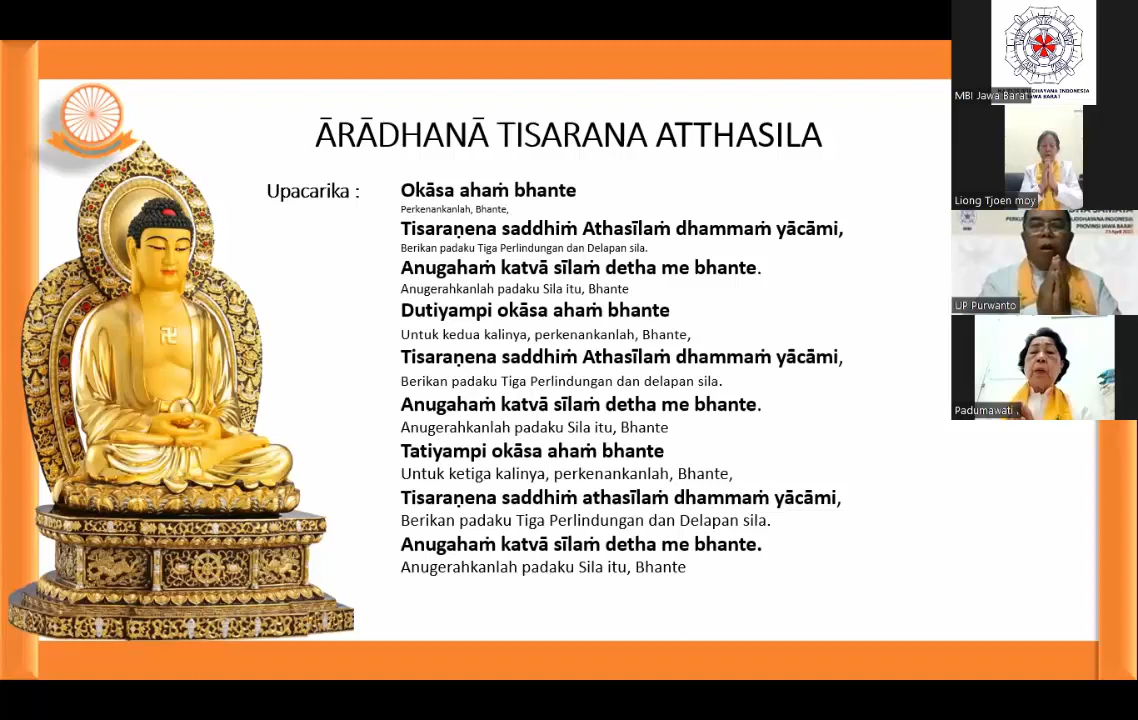 ĀRĀDHANĀ TISARANA ATTHASILA
Upacarika :
Okāsa ahaṁ bhante
Perkenankanlah, Bhante,
Tisaraṇena saddhiṁ Athasīlaṁ dhammaṁ yācāmi,
Berikan padaku Tiga Perlindungan dan Delapan sila.
Anugahaṁ katvā sīlaṁ detha me bhante.
Anugerahkanlah padaku Sila itu, Bhante
Dutiyampi okāsa ahaṁ bhante
Untuk kedua kalinya, perkenankanlah, Bhante,
Tisaraṇena saddhiṁ Athasīlaṁ dhammaṁ yācāmi,
Berikan padaku Tiga Perlindungan dan delapan sila.
Anugahaṁ katvā sīlaṁ detha me bhante.
Anugerahkanlah padaku Sila itu, Bhante
Tatiyampi okāsa ahaṁ bhante
Untuk ketiga kalinya, perkenankanlah, Bhante,
Tisaraṇena saddhiṁ athasīlaṁ dhammaṁ yācāmi,
Berikan padaku Tiga Perlindungan dan Delapan sila.
Anugahaṁ katvā sīlaṁ detha me bhante.
Anugerahkanlah padaku Sila itu, Bhante
MBI Jawa Barat
Liong Tjoen moy
PROVINSI JAWA BARAT
UP Purwanto
Padumawati .